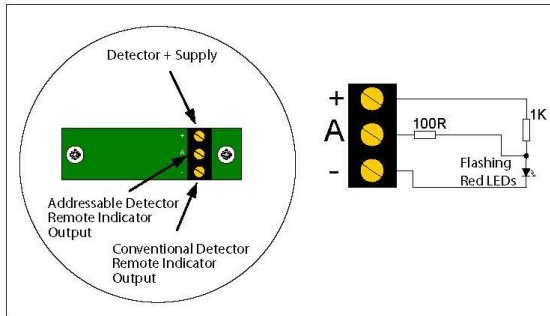 Detector + Supply
+
A
-
Addressable Detector
Remote Indicator
Output
Conventional Detector
Remote Indicator
Output
+
A
-
100R
1K
Flashing
Red LEDs